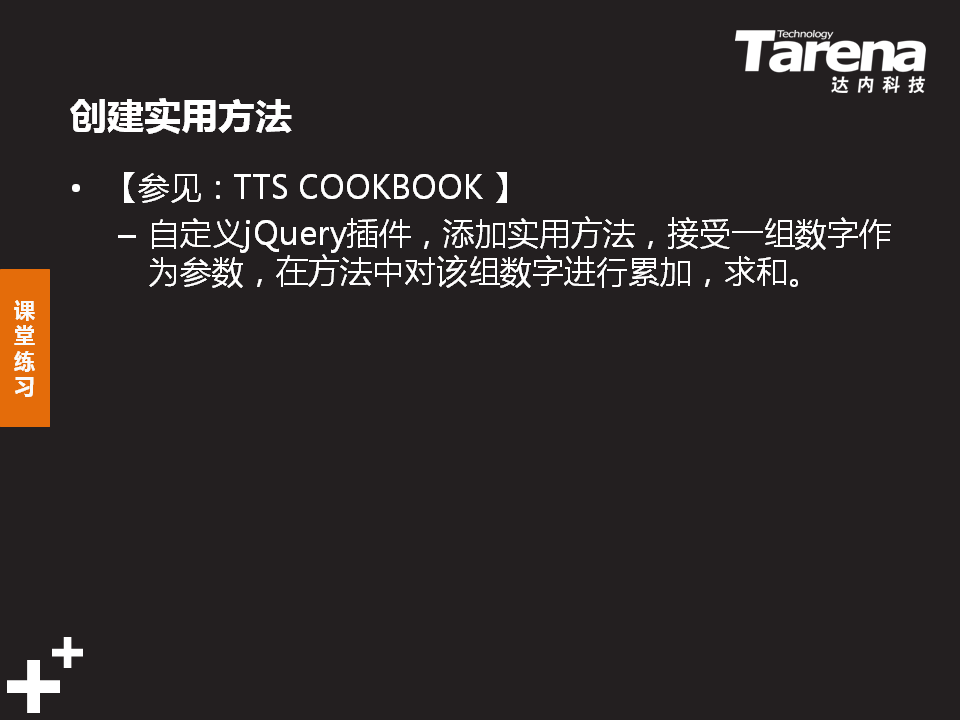 Technology
Tarena
达内科技
创建实用方法
• 【参见：TTS COOKBOOK 】
– 自定义jQuery插件，添加实用方法，接受一组数字作
为参数，在方法中对该组数字进行累加，求和。
课
堂
练
习